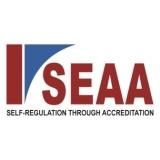 SEAA
SELF-REGULATION THROUGH ACCREDITATION